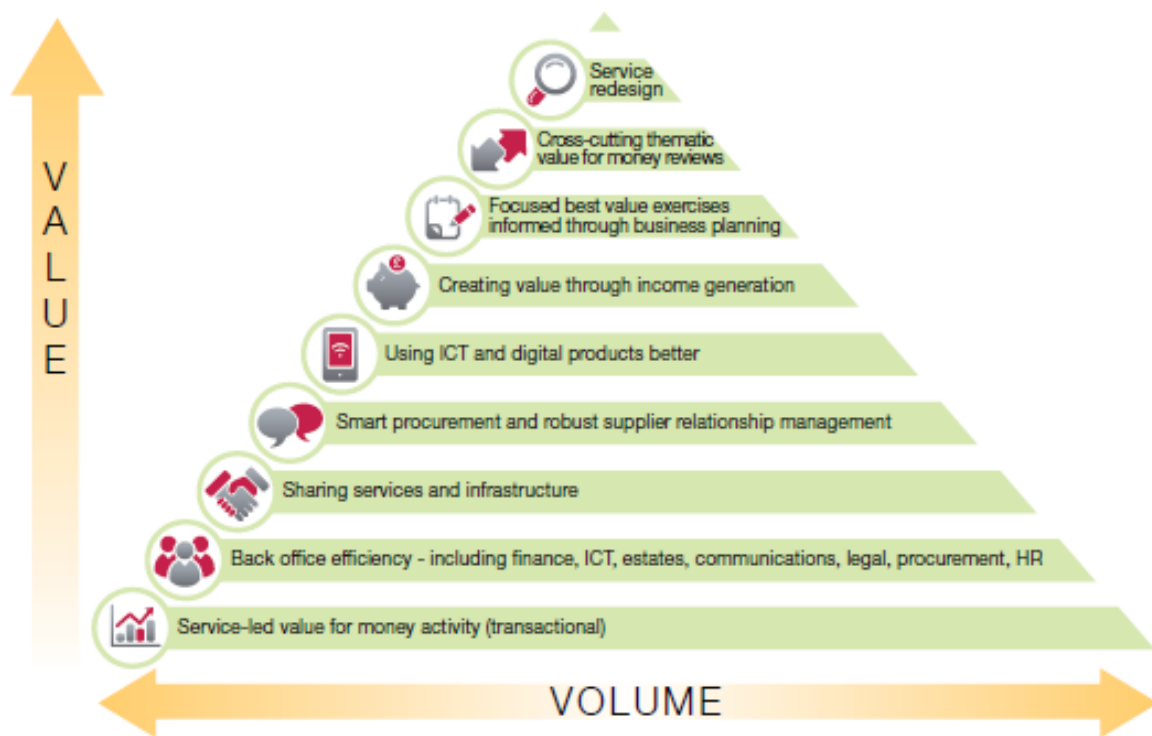 Service
redesign
Cross-cutting thematic
value for money reviews
Focused best value exercises
informed through business planning
£
Creating value through income generation
Using ICT and digital products better
Smart procurement and robust supplier relationship management
Sharing services and infrastructure
Back office efficiency - including finance, ICT, estates, communications, legal, procurement, HR
Service-led value for money activity (transactional)
VALUE
VOLUME